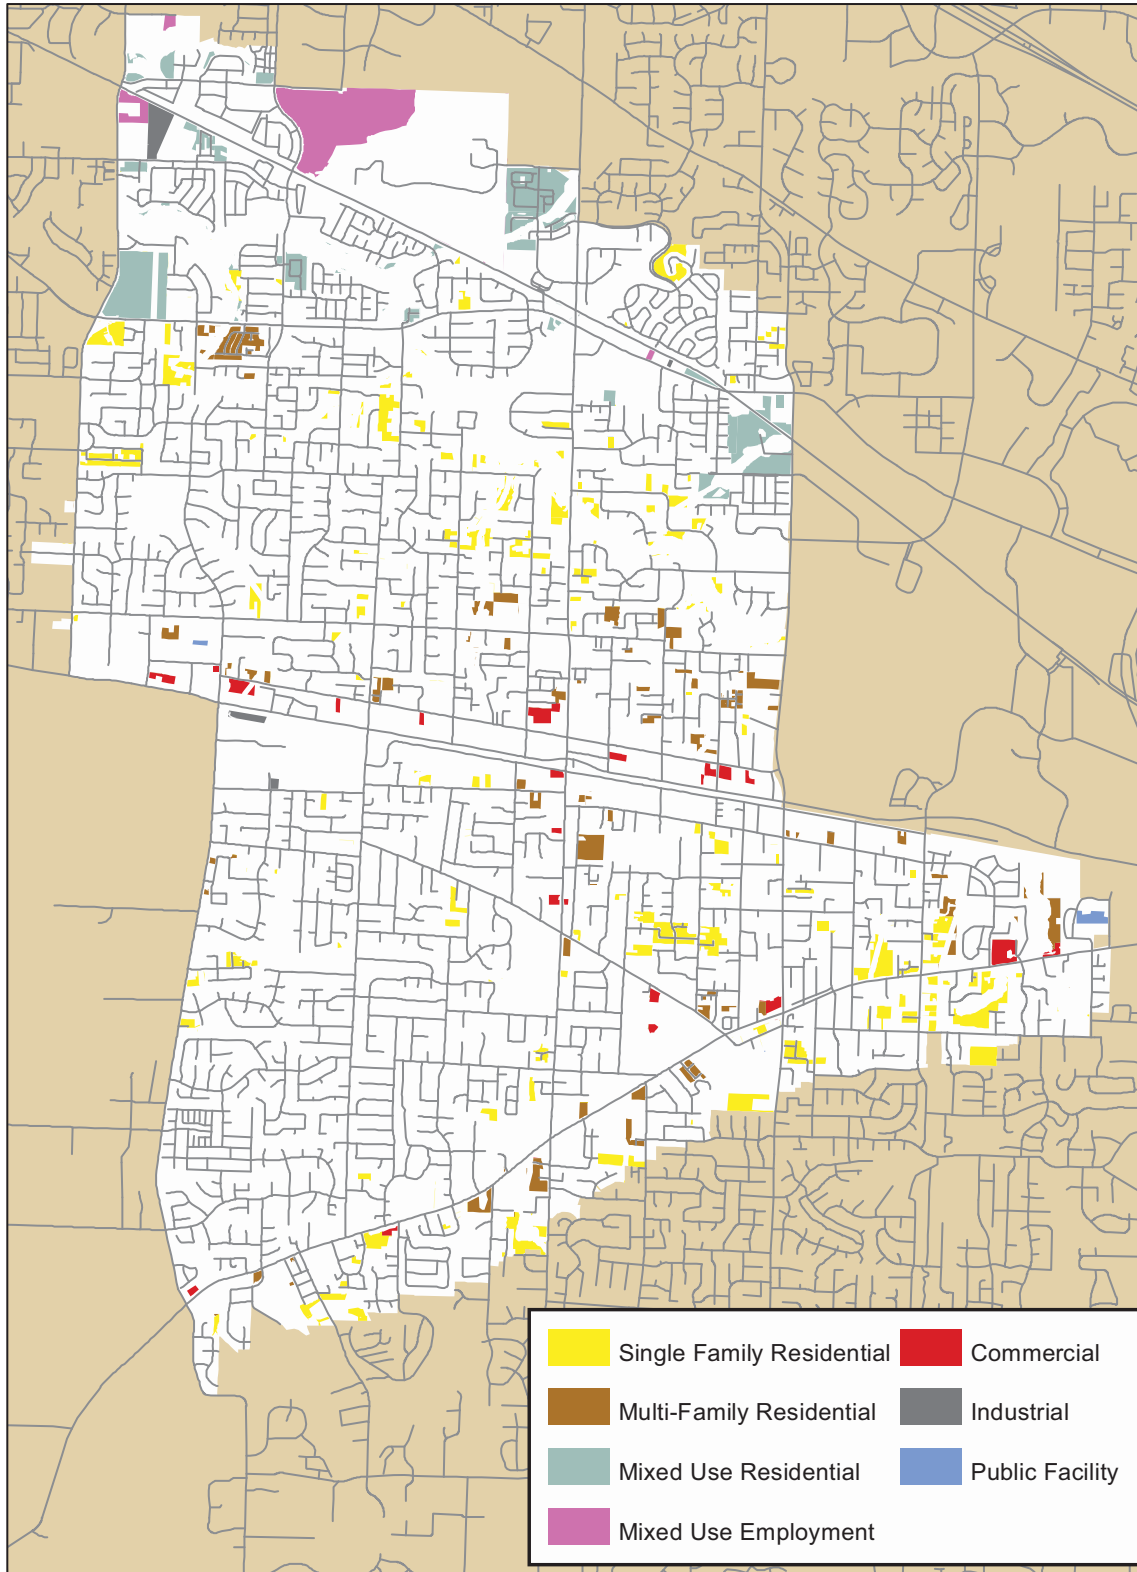 Single Family Residential
Multi-Family Residential
Mixed Use Residential
Mixed Use Employment
Commercial
Industrial
Public Facility